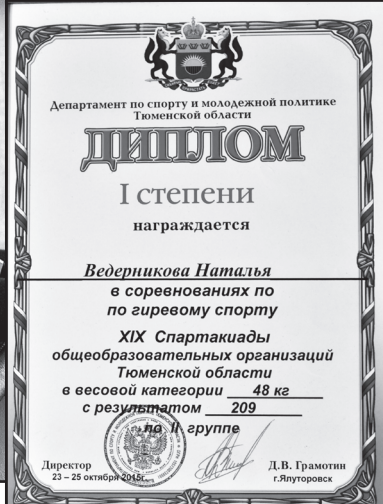 Департамент по спорту и молодежной политике
Тюменской области
ДИПЛОМ
I степени
награждается
Ведерникова Наталья
в соревнованиях по
по гиревому спорту
XIX Спартакиады
общеобразовательных организаций
Тюменской области
в весовой категории 48 кг
с результатом 209
по II группе
Директор Д.В. Грамотин
23 – 25 октября 2015г. г.Ялуторовск